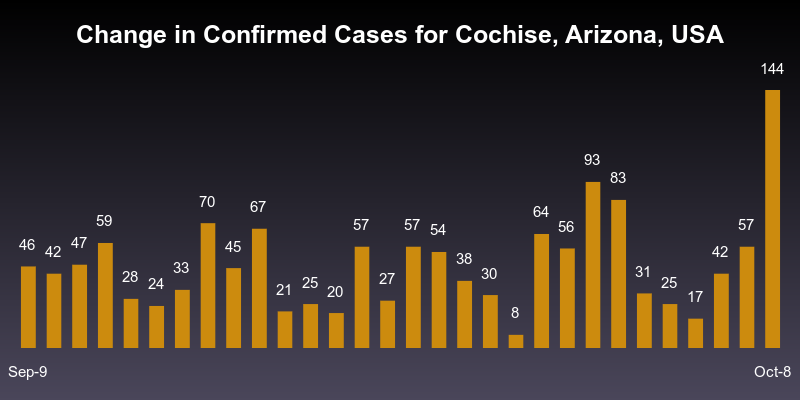 Change in Confirmed Cases for Cochise, Arizona, USA
46 42 47 59 28 24 33 70 45 67 21 25 20 57 27 57 54 38 30 8 64 56 93 83 31 25 17 42 57 144
Sep-9 Oct-8